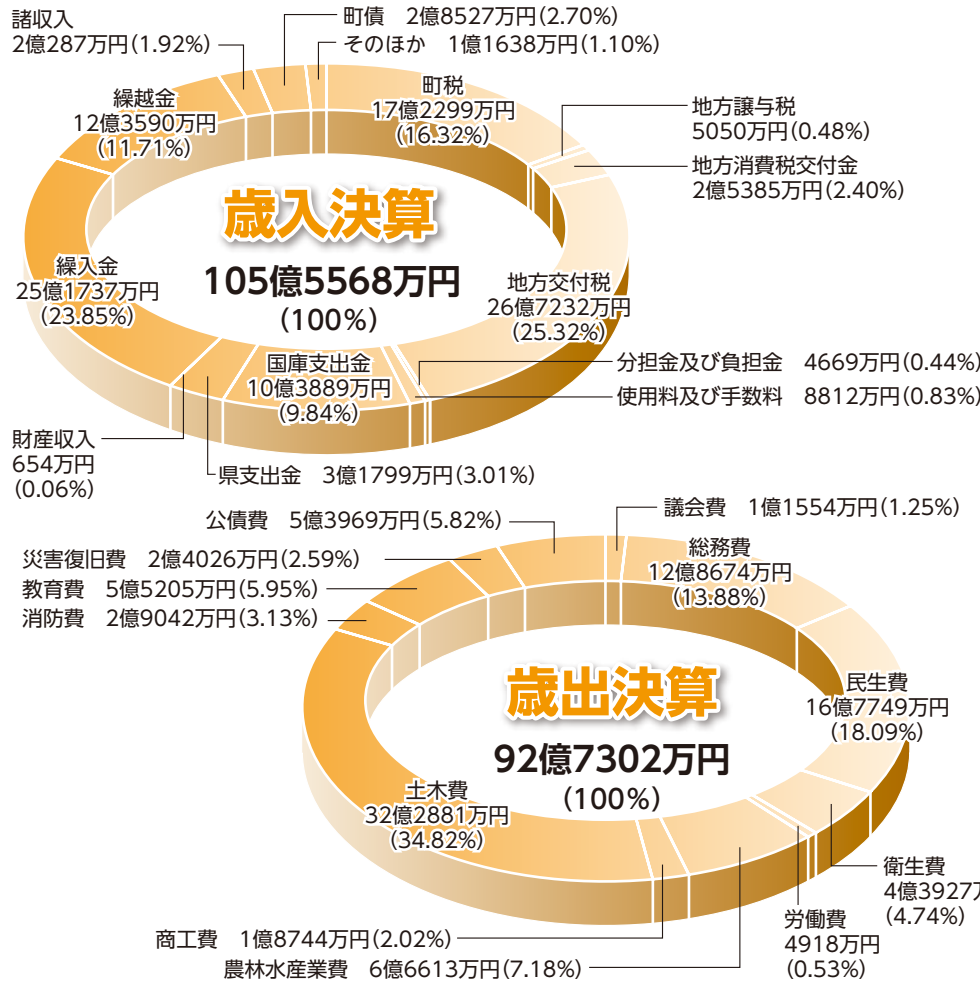 諸収入
2億287万円(1.92%)
町債　2億8527万円(2.70%)
そのほか　1億1638万円(1.10%)
繰越金
12億3590万円
(11.71%)
町税
17億2299万円
(16.32%)
地方譲与税
5050万円(0.48%)
地方消費税交付金
2億5385万円(2.40%)
歳入決算
105億5568万円
(100%)
繰入金
25億1737万円
(23.85%)
地方交付税
26億7232万円
(25.32%)
国庫支出金
10億3889万円
(9.84%)
分担金及び負担金　4669万円(0.44%)
使用料及び手数料　8812万円(0.83%)
財産収入
654万円
(0.06%)
県支出金　3億1799万円(3.01%)
公債費　5億3969万円(5.82%)
議会費　1億1554万円(1.25%)
災害復旧費　2億4026万円(2.59%)
教育費　5億5205万円(5.95%)
消防費　2億9042万円(3.13%)
総務費
12億8674万円
(13.88%)
歳出決算
92億7302万円
(100%)
民生費
16億7749万円
(18.09%)
土木費
32億2881万円
(34.82%)
衛生費
4億3927万
(4.74%)
労働費
4918万円
(0.53%)
商工費　1億8744万円(2.02%)
農林水産業費　6億6613万円(7.18%)